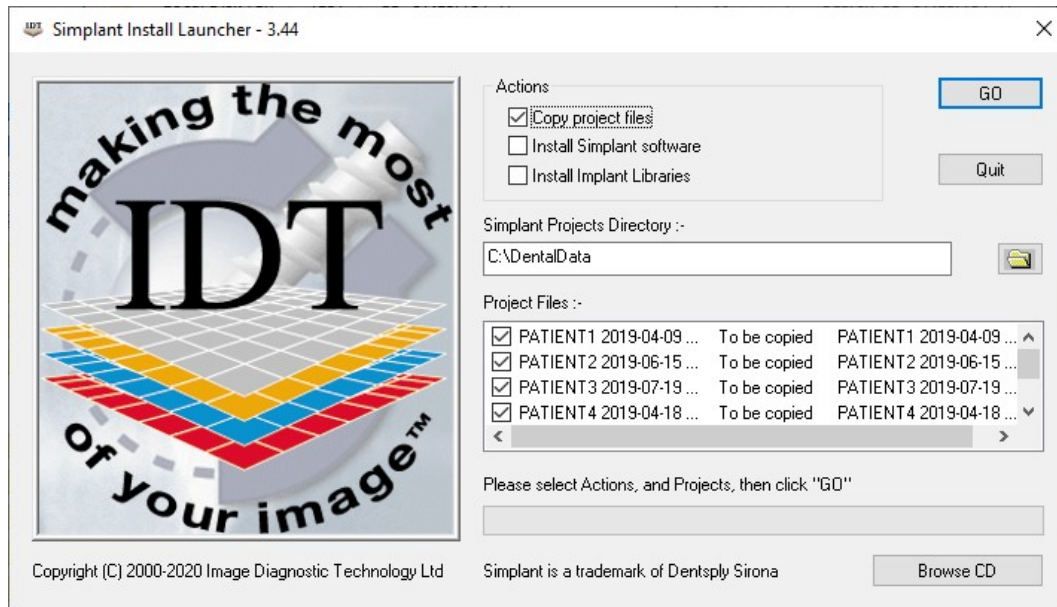 Simplant Install Launcher - 3.44
making the most
IDT
of your image™
Actions
Copy project files
Install Simplant software
Install Implant Libraries
GO
Quit
Simplant Projects Directory :-
C:\DentalData
Project Files :-
PATIENT1 2019-04-09 ... To be copied PATIENT1 2019-04-09 ...
PATIENT2 2019-06-15 ... To be copied PATIENT2 2019-06-15 ...
PATIENT3 2019-07-19 ... To be copied PATIENT3 2019-07-19 ...
PATIENT4 2019-04-18 ... To be copied PATIENT4 2019-04-18 ...
Please select Actions, and Projects, then click "GO"
Copyright (C) 2000-2020 Image Diagnostic Technology Ltd
Simplant is a trademark of Dentsply Sirona
Browse CD